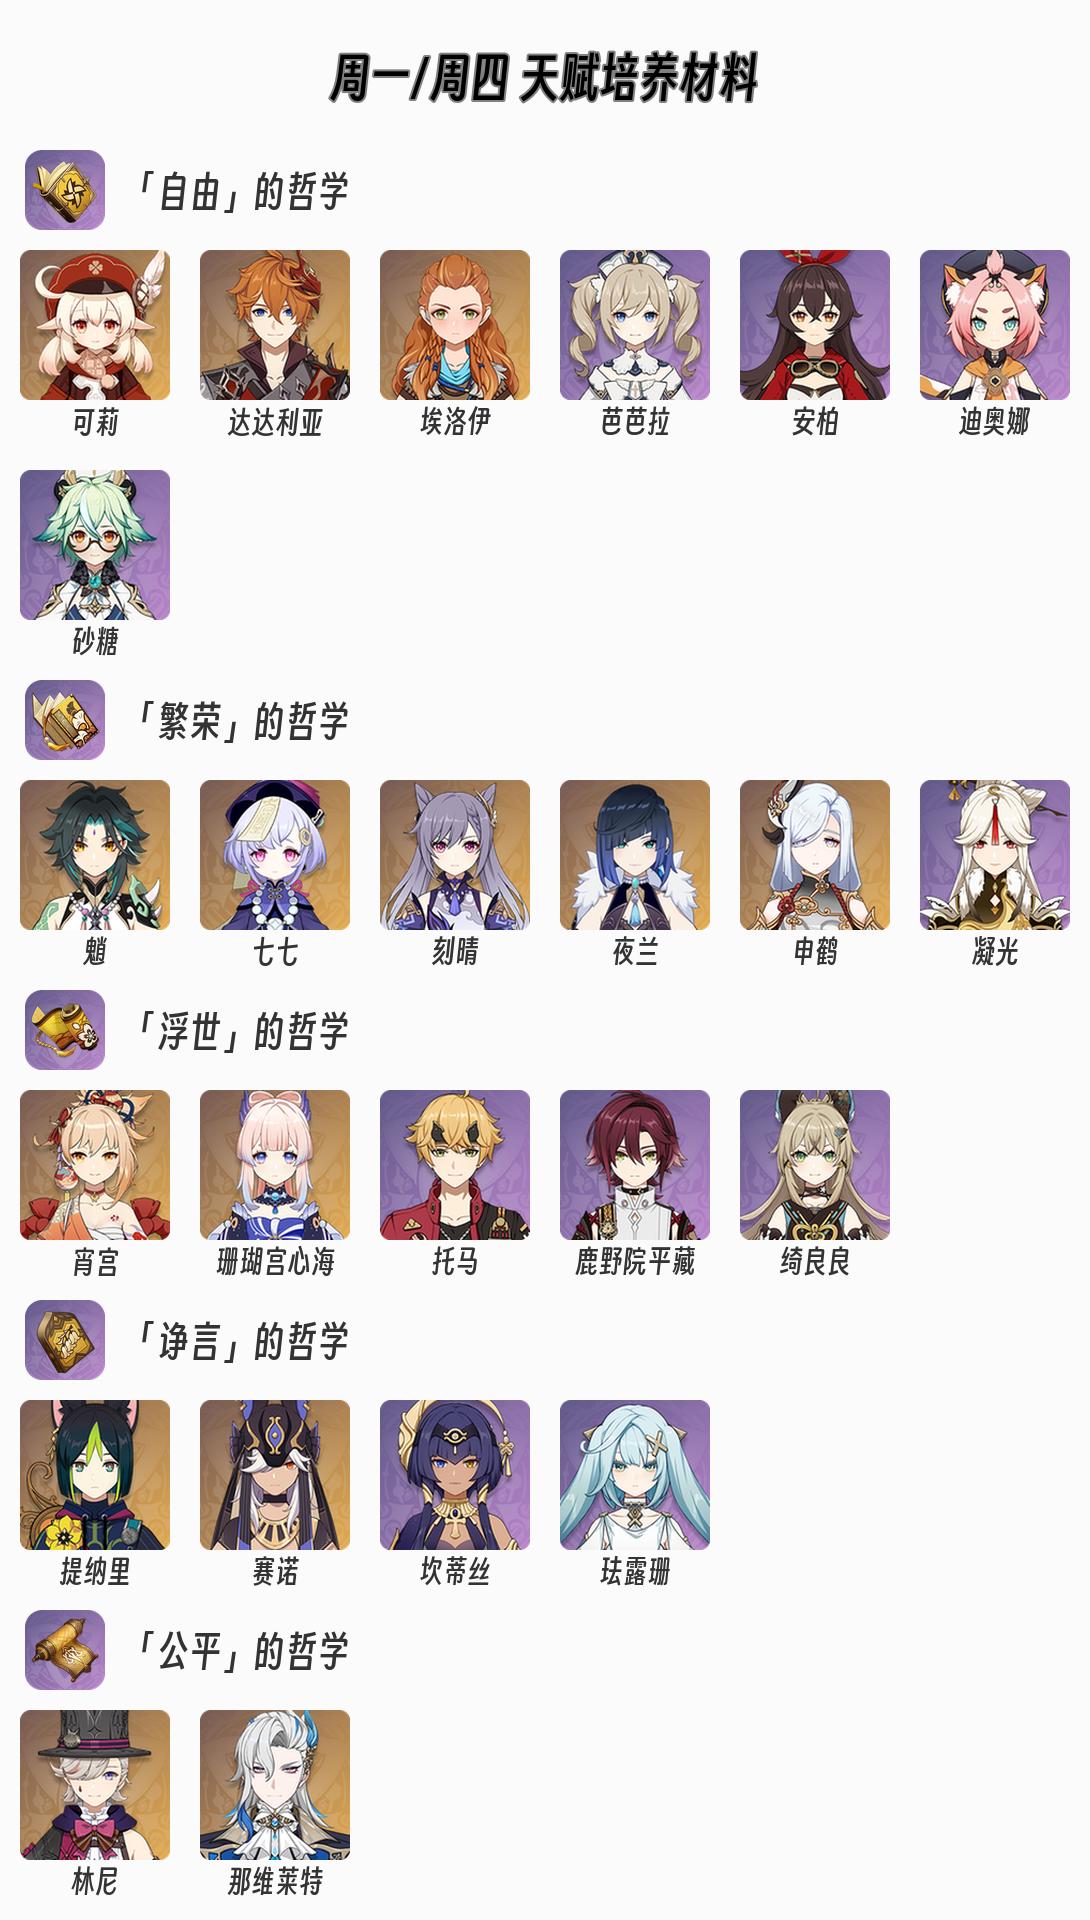 周一/周四 天赋培养材料
「自由」的哲学
可莉 达达利亚 埃洛伊 芭芭拉 安柏 迪奥娜
砂糖
「繁荣」的哲学
魈 七七 刻晴 夜兰 申鹤 凝光
「浮世」的哲学
宵宫 珊瑚宫心海 托马 鹿野院平藏 绮良良
「诤言」的哲学
提纳里 赛诺 坎蒂丝 珐露珊
「公平」的哲学
林尼 那维莱特